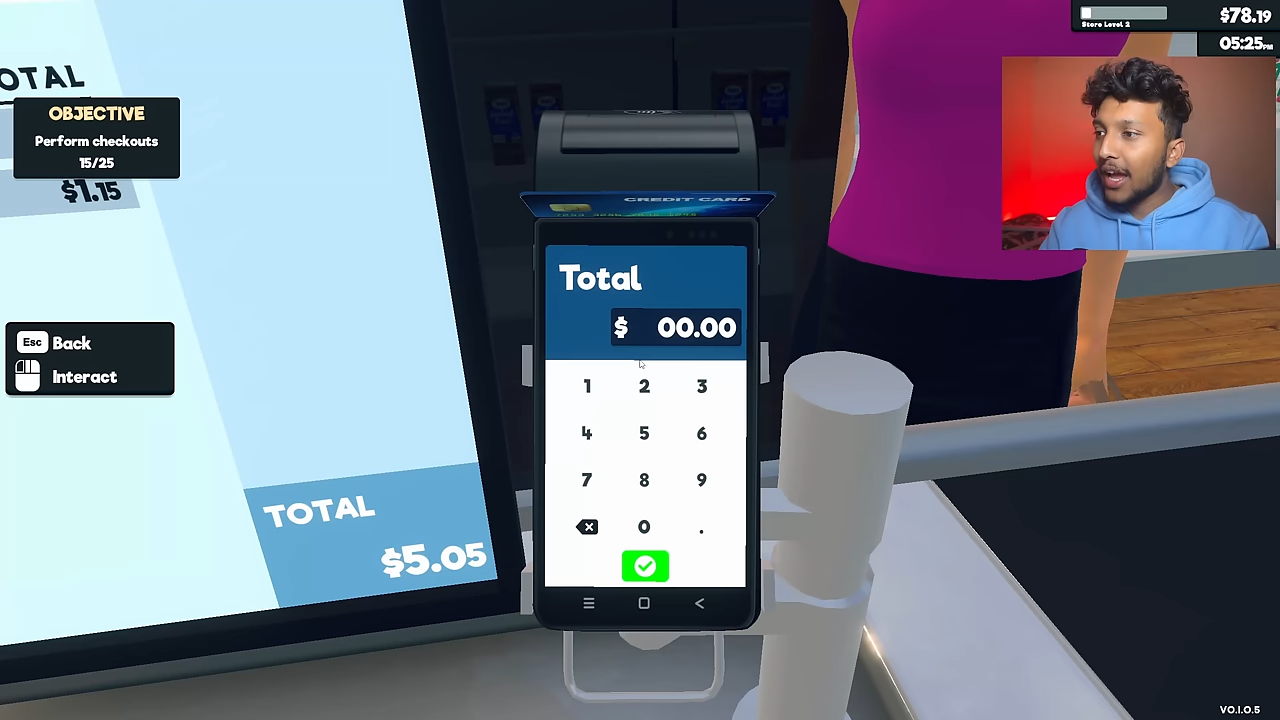 $78.19
Store Level 2
05:25PM
OTAL
OBJECTIVE
Perform checkouts
15/25
$1.15
CREDIT CARD
Total
$ 00.00
Esc Back
Interact
1 2 3
4 5 6
7 8 9
0 .
TOTAL
$5.05
V0.1.0.5